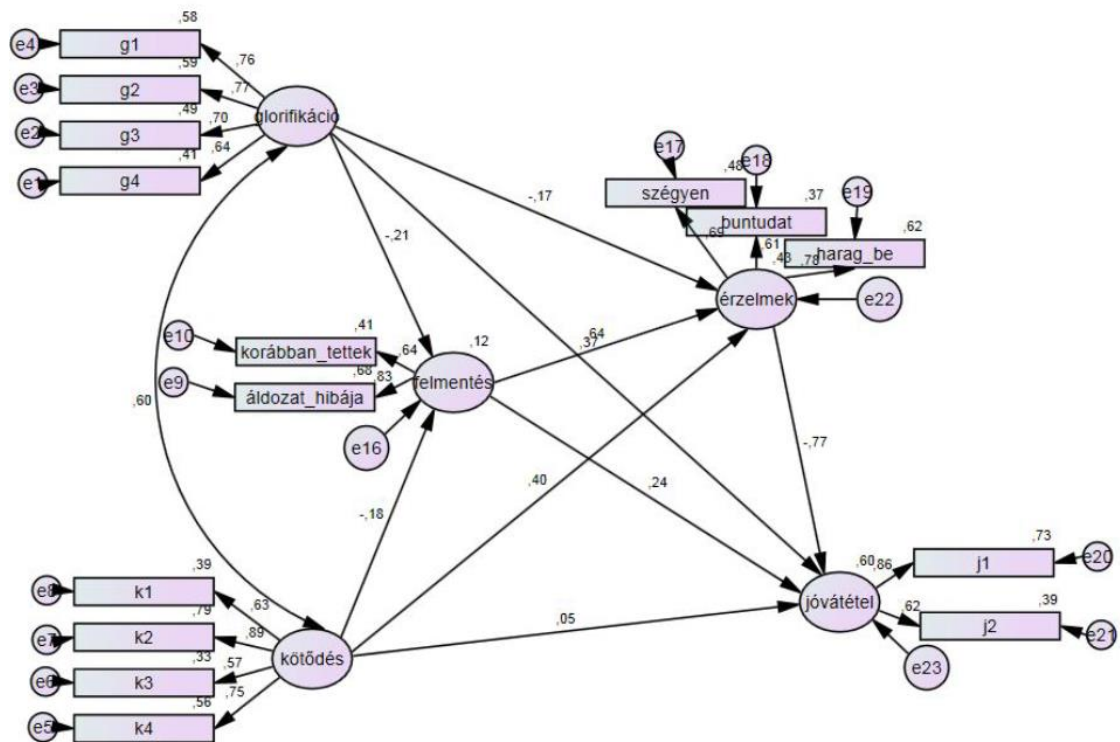 ,58
e4
g1
,76
,59
e3
g2
,77
,49
e2
g3
,70
glorifikáció
,41
,64
e1
g4
e17
e18
,48
szégyen
e19
,37
buntudat
,62
,69
,61
,43
,78
harag_be
-,17
-,21
érzelmek
e22
e10
,41
korábban_tettek
,64
,12
,64
,37
,68
,83
felmentés
e9
áldozat_hibája
,60
e16
-,77
,40
,24
-,18
,73
,60
,86
j1
e20
,39
e8
k1
,63
jóvátétel
,62
,39
j2
e21
,79
e7
k2
,89
,05
,33
,57
kötődés
e23
e6
k3
,56
,75
e5
k4